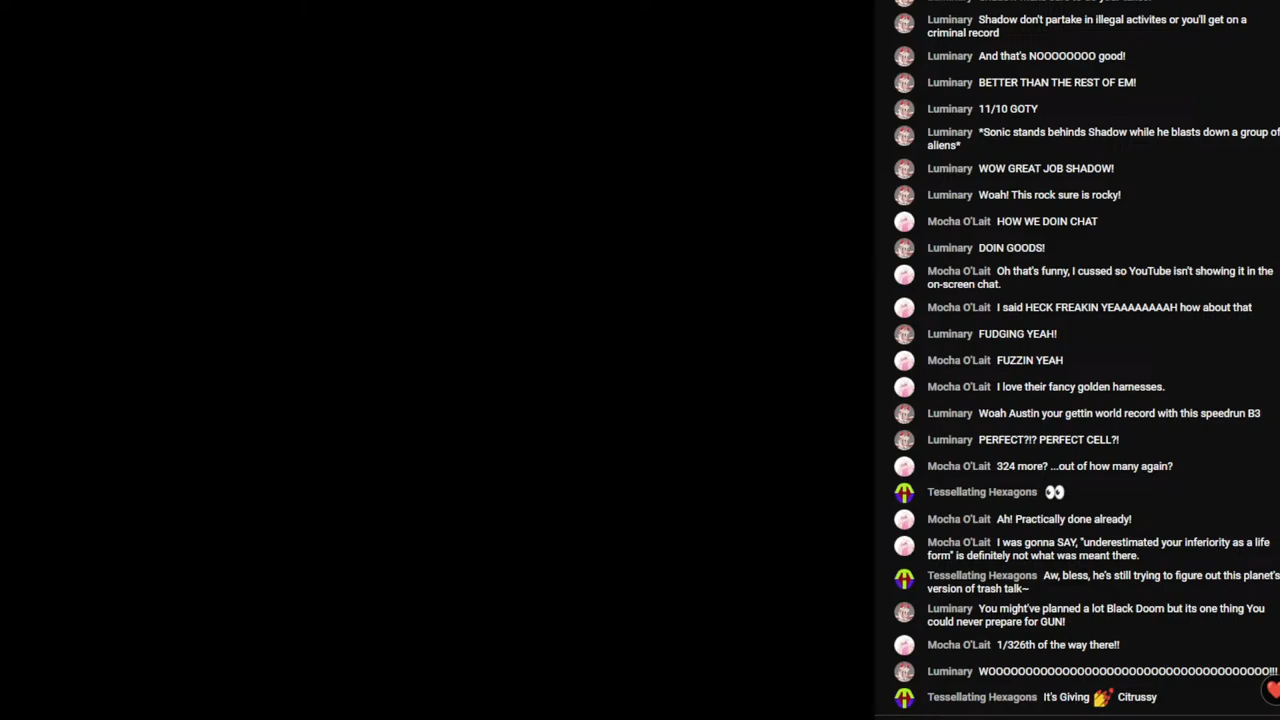 Luminary Shadow don't partake in illegal activites or you'll get on a
criminal record
Luminary And that's NOOOOOOOO good!
Luminary BETTER THAN THE REST OF EM!
Luminary 11/10 GOTY
Luminary *Sonic stands behinds Shadow while he blasts down a group of
aliens*
Luminary WOW GREAT JOB SHADOW!
Luminary Woah! This rock sure is rocky!
Mocha O'Lait HOW WE DOIN CHAT
Luminary DOIN GOODS!
Mocha O'Lait Oh that's funny, I cussed so YouTube isn't showing it in the
on-screen chat.
Mocha O'Lait I said HECK FREAKIN YEAAAAAAAH how about that
Luminary FUDGING YEAH!
Mocha O'Lait FUZZIN YEAH
Mocha O'Lait I love their fancy golden harnesses.
Luminary Woah Austin your gettin world record with this speedrun B3
Luminary PERFECT?!? PERFECT CELL?!
Mocha O'Lait 324 more? ...out of how many again?
Tessellating Hexagons 👀
Mocha O'Lait Ah! Practically done already!
Mocha O'Lait I was gonna SAY, "underestimated your inferiority as a life
form" is definitely not what was meant there.
Tessellating Hexagons Aw, bless, he's still trying to figure out this planet's
version of trash talk~
Luminary You might've planned a lot Black Doom but its one thing You
could never prepare for GUN!
Mocha O'Lait 1/326th of the way there!!
Luminary WOOOOOOOOOOOOOOOOOOOOOOOOOOOOOOOOOOOOOO!!!
Tessellating Hexagons It's Giving 💅 Citrussy